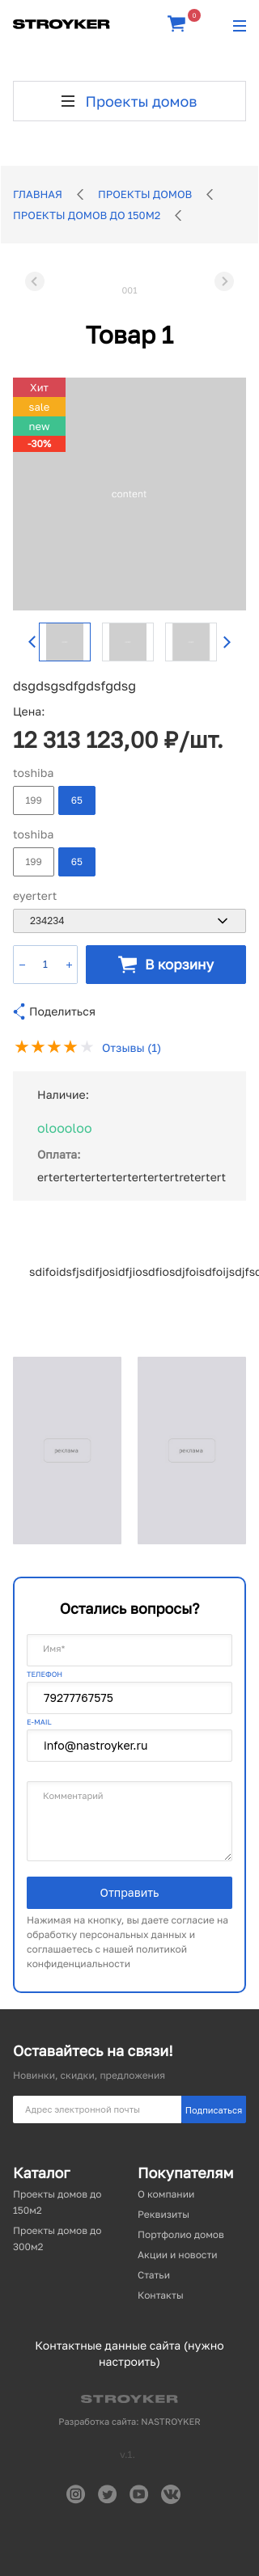 STROYKER
0
Проекты домов
ГЛАВНАЯ
ПРОЕКТЫ ДОМОВ
ПРОЕКТЫ ДОМОВ ДО 150М2
001
Товар 1
Хит
sale
new
-30%
content
dsgdsgsdfgdsfgdsg
Цена:
12 313 123,00 ₽/шт.
toshiba
199 65
toshiba
199 65
eyertert
234234
− 1 +
В корзину
Поделиться
Отзывы (1)
Наличие:
oloooloo
Оплата:
erterterterterterterterterterterterterterttretertert
sdifoidsfjsdifjosidfjiosdfiosdjfoisdfoijsdjfsd
реклама
реклама
Остались вопросы?
Имя*
ТЕЛЕФОН
79277767575
E-MAIL
info@nastroyker.ru
Комментарий
Отправить
Нажимая на кнопку, вы даете согласие на
обработку персональных данных и
соглашаетесь с нашей политикой
конфиденциальности
Оставайтесь на связи!
Новинки, скидки, предложения
Адрес электронной почты
Подписаться
Каталог
Проекты домов до
150м2
Проекты домов до
300м2
Покупателям
О компании
Реквизиты
Портфолио домов
Акции и новости
Статьи
Контакты
Контактные данные сайта (нужно
настроить)
STROYKER
Разработка сайта: NASTROYKER
v.1.